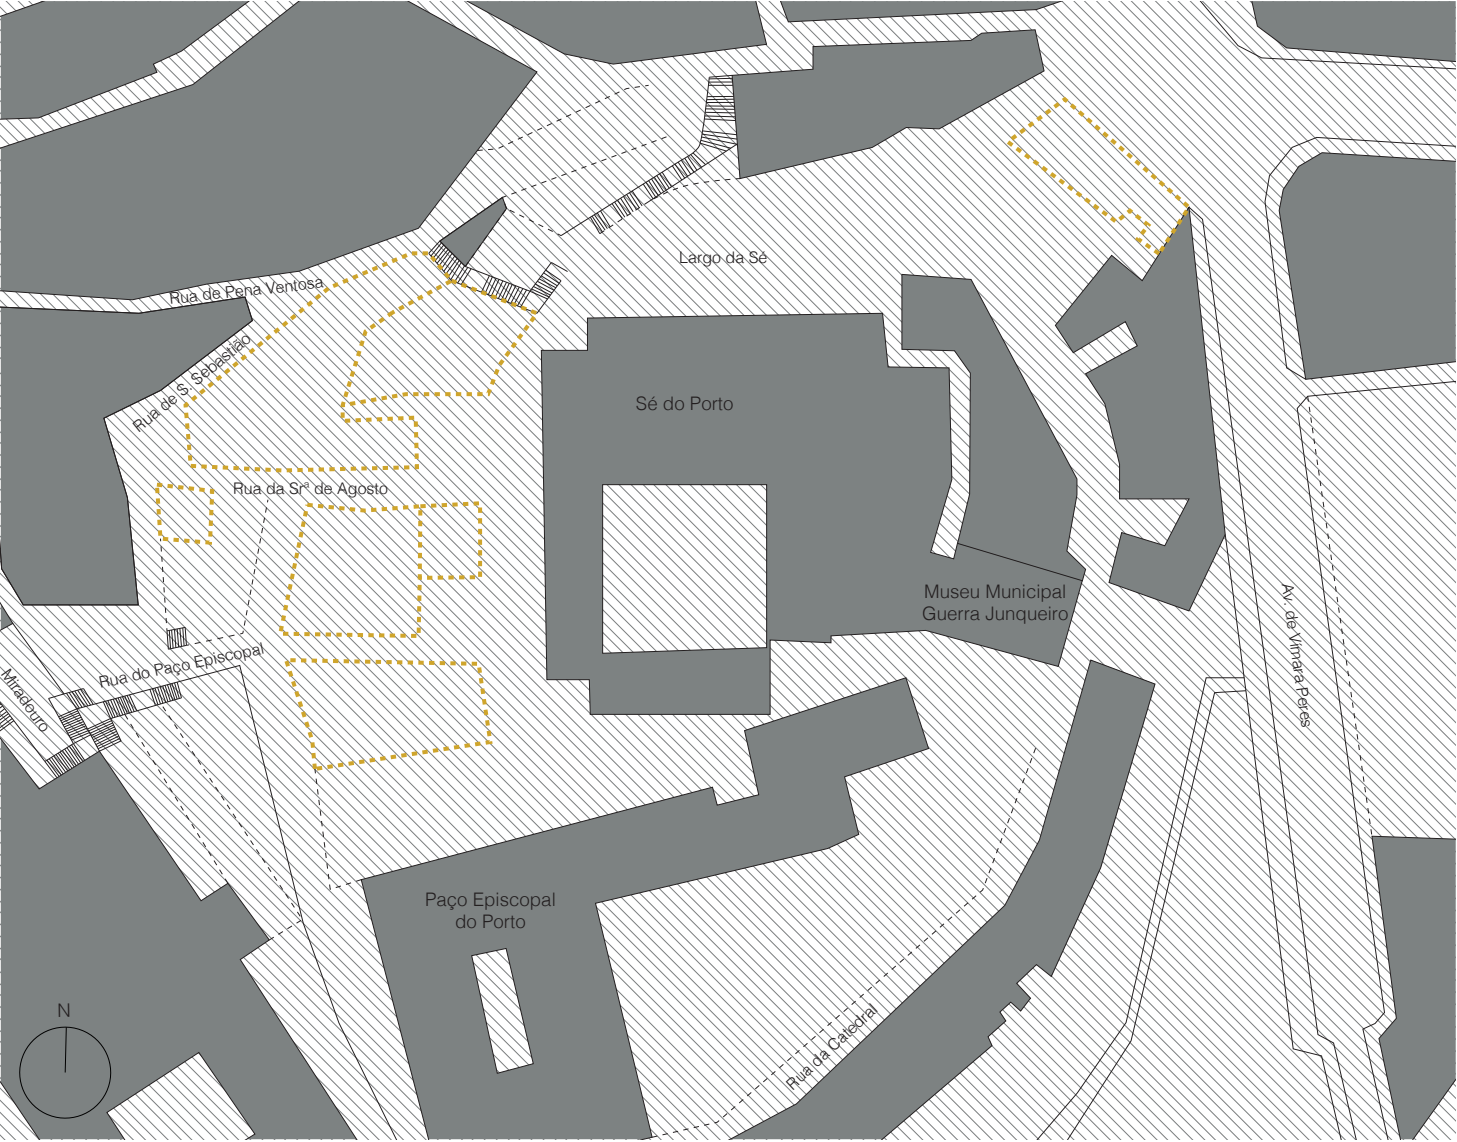 Largo da Sé
Rua de Pena Ventosa
Rua de S. Sebastião
Sé do Porto
Rua da Srª de Agosto
Museu Municipal
Guerra Junqueiro
Av. de Vímara Peres
Rua do Paço Episcopal
Miradouro
Paço Episcopal
do Porto
N
Rua da Catedral